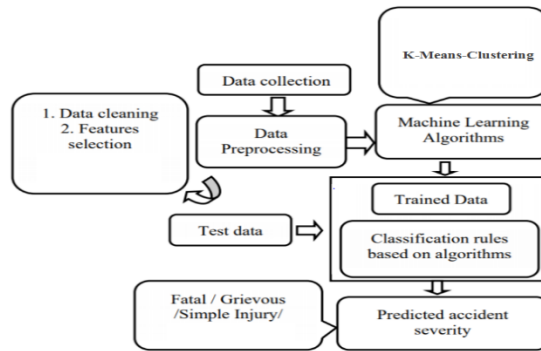 K-Means-Clustering
Data collection
1. Data cleaning
2. Features
selection
Data
Preprocessing
Machine Learning
Algorithms
Trained Data
Test data
Classification rules
based on algorithms
Fatal / Grievous
/Simple Injury/
Predicted accident
severity